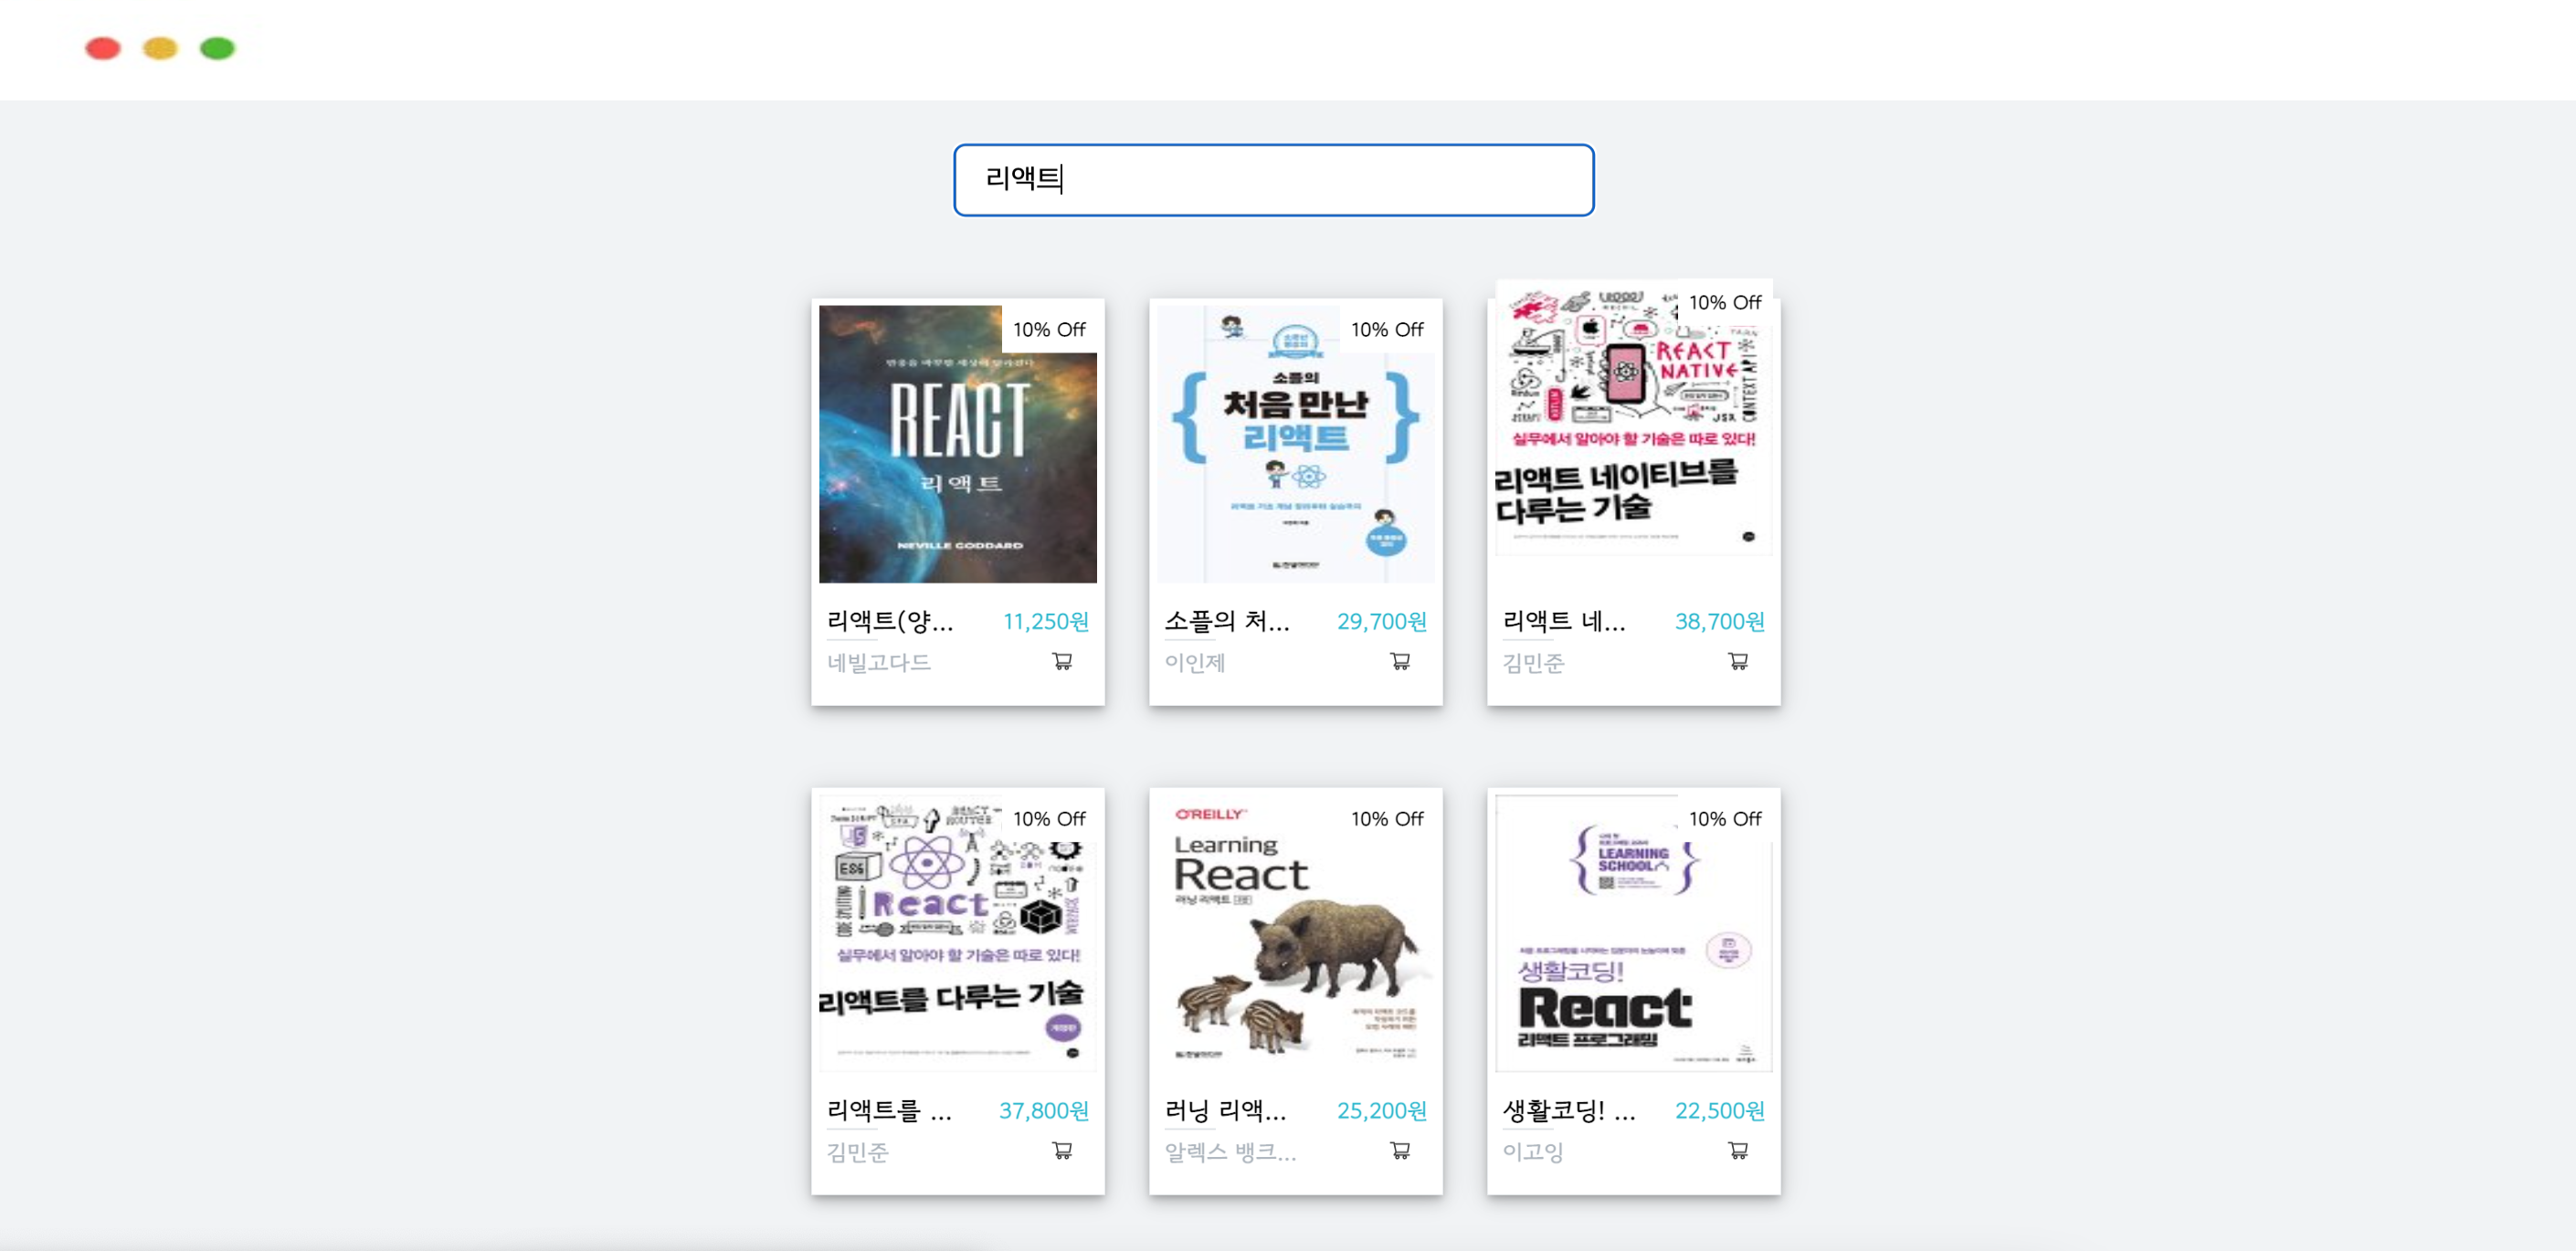 리액트
10% Off
REACT
리액트
NEVILLE GODDARD
리액트(양...
11,250원
네빌고다드
10% Off
소플의
처음 만난
리액트
소플의 처...
29,700원
이인제
10% Off
REACT
NATIVE
CONTEXT API
JSX
실무에서 알아야 할 기술은 따로 있다!
리액트 네이티브를
다루는 기술
리액트 네...
38,700원
김민준
10% Off
REACT
ROUTER
ES6
React
실무에서 알아야 할 기술은 따로 있다!
리액트를 다루는 기술
개정판
리액트를 ...
37,800원
김민준
10% Off
O'REILLY
Learning
React
러닝 리액트
러닝 리액...
25,200원
알렉스 뱅크...
10% Off
LEARNING
SCHOOL
생활코딩!
React
리액트 프로그래밍
생활코딩! ...
22,500원
이고잉